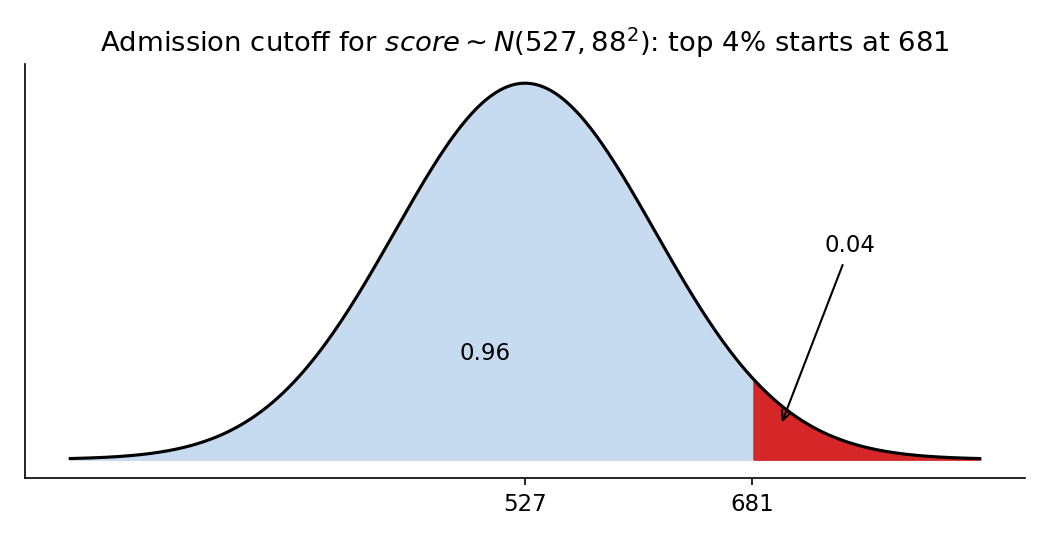 Admission cutoff for score ~ N(527, 88²): top 4% starts at 681
0.04
0.96
527
681